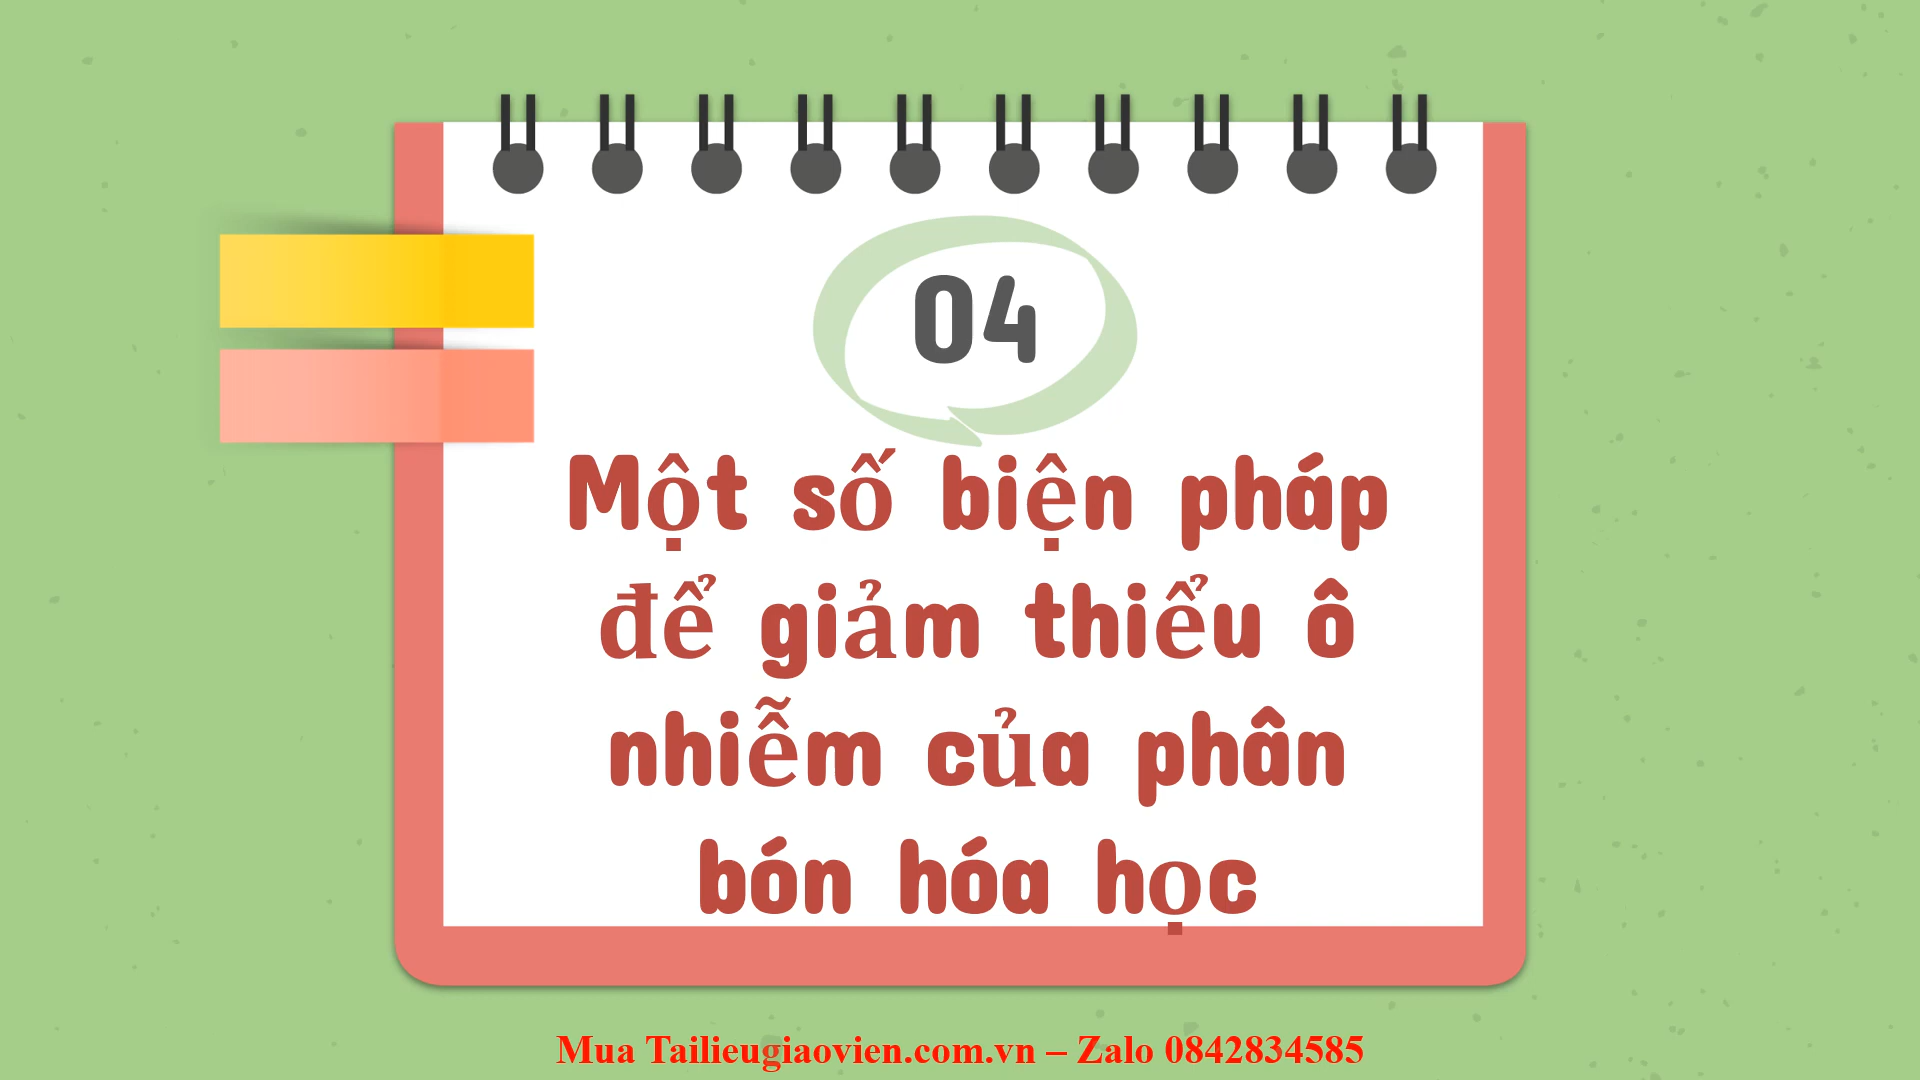 04
Một số biện pháp
để giảm thiểu ô
nhiễm của phân
bón hóa học
Mua Tailieugiaovien.com.vn – Zalo 0842834585